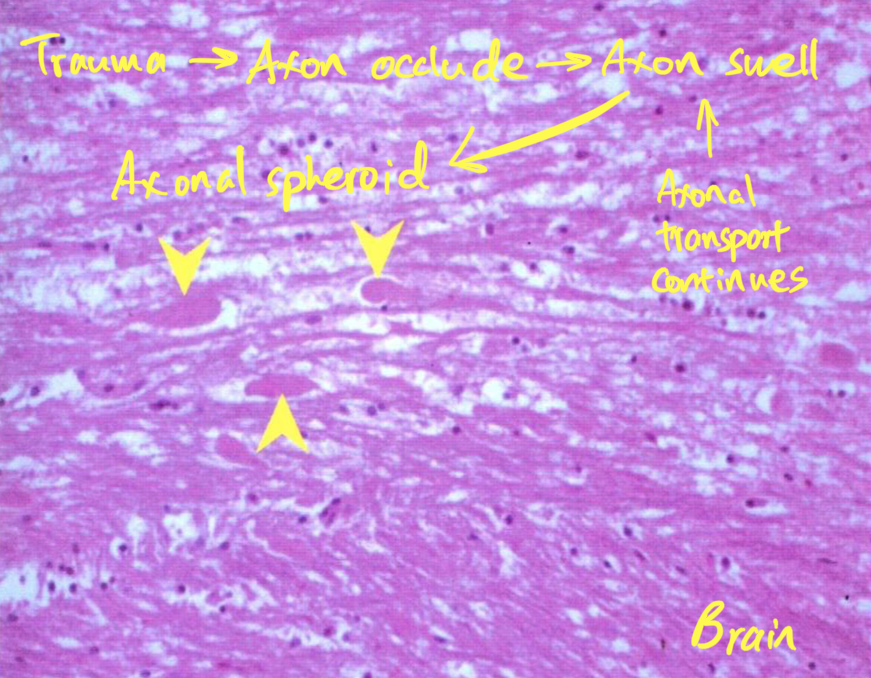 Trauma → Axon occlude → Axon swell
Axonal spheroid
Axonal
transport
continues
Brain